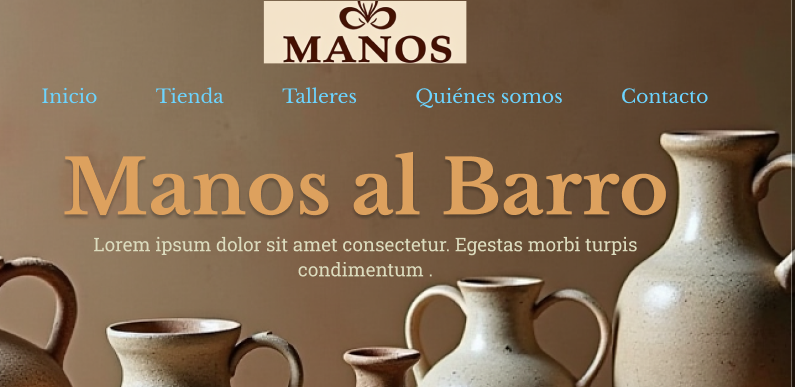 MANOS
Inicio Tienda Talleres Quiénes somos Contacto
Manos al Barro
Lorem ipsum dolor sit amet consectetur. Egestas morbi turpis
condimentum .